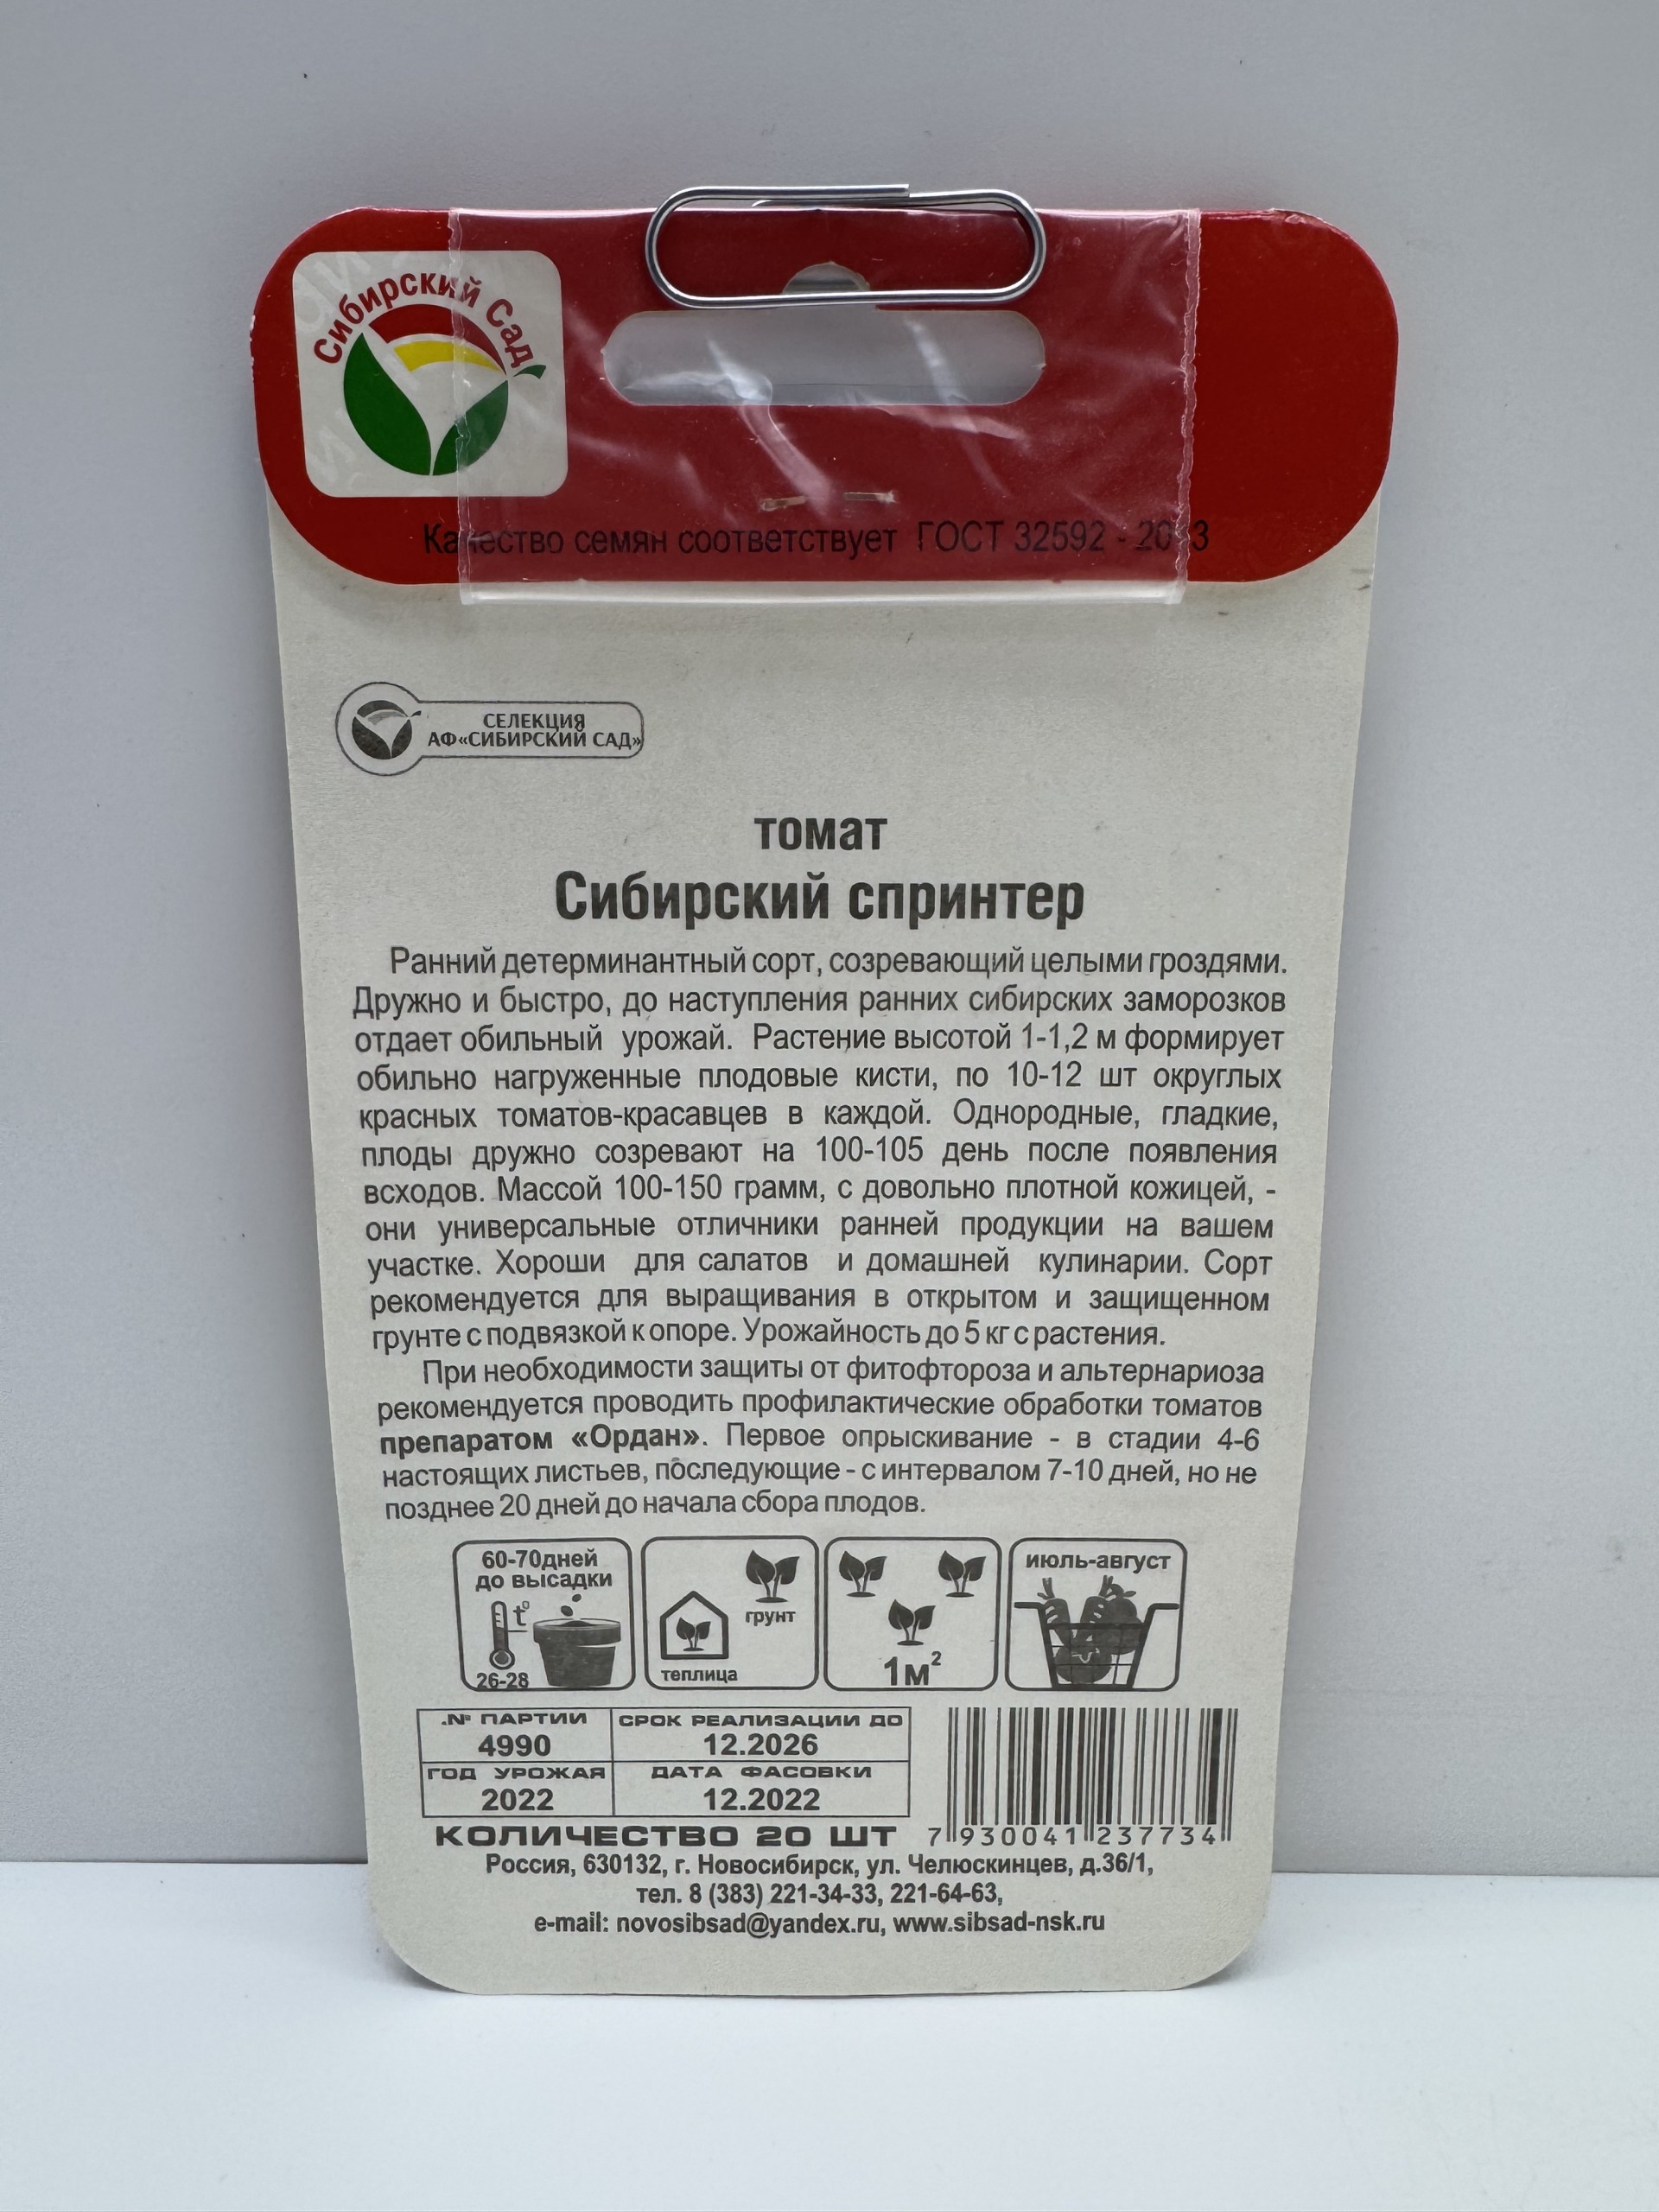 Сибирский Сад
Качество семян соответствует ГОСТ 32592 - 2013
СЕЛЕКЦИЯ
АФ«СИБИРСКИЙ САД»
томат
Сибирский спринтер
Ранний детерминантный сорт, созревающий целыми гроздями.
Дружно и быстро, до наступления ранних сибирских заморозков
отдает обильный урожай. Растение высотой 1-1,2 м формирует
обильно нагруженные плодовые кисти, по 10-12 шт округлых
красных томатов-красавцев в каждой. Однородные, гладкие,
плоды дружно созревают на 100-105 день после появления
всходов. Массой 100-150 грамм, с довольно плотной кожицей, -
они универсальные отличники ранней продукции на вашем
участке. Хороши для салатов и домашней кулинарии. Сорт
рекомендуется для выращивания в открытом и защищенном
грунте с подвязкой к опоре. Урожайность до 5 кг с растения.
При необходимости защиты от фитофтороза и альтернариоза
рекомендуется проводить профилактические обработки томатов
препаратом «Ордан». Первое опрыскивание - в стадии 4-6
настоящих листьев, последующие - с интервалом 7-10 дней, но не
позднее 20 дней до начала сбора плодов.
60-70дней
до высадки
t°
26-28
грунт
теплица
1м²
июль-август
№ ПАРТИИ
4990
СРОК РЕАЛИЗАЦИИ ДО
12.2026
ГОД УРОЖАЯ
2022
ДАТА ФАСОВКИ
12.2022
КОЛИЧЕСТВО 20 ШТ
7 930041 237734
Россия, 630132, г. Новосибирск, ул. Челюскинцев, д.36/1,
тел. 8 (383) 221-34-33, 221-64-63,
e-mail: novosibsad@yandex.ru, www.sibsad-nsk.ru